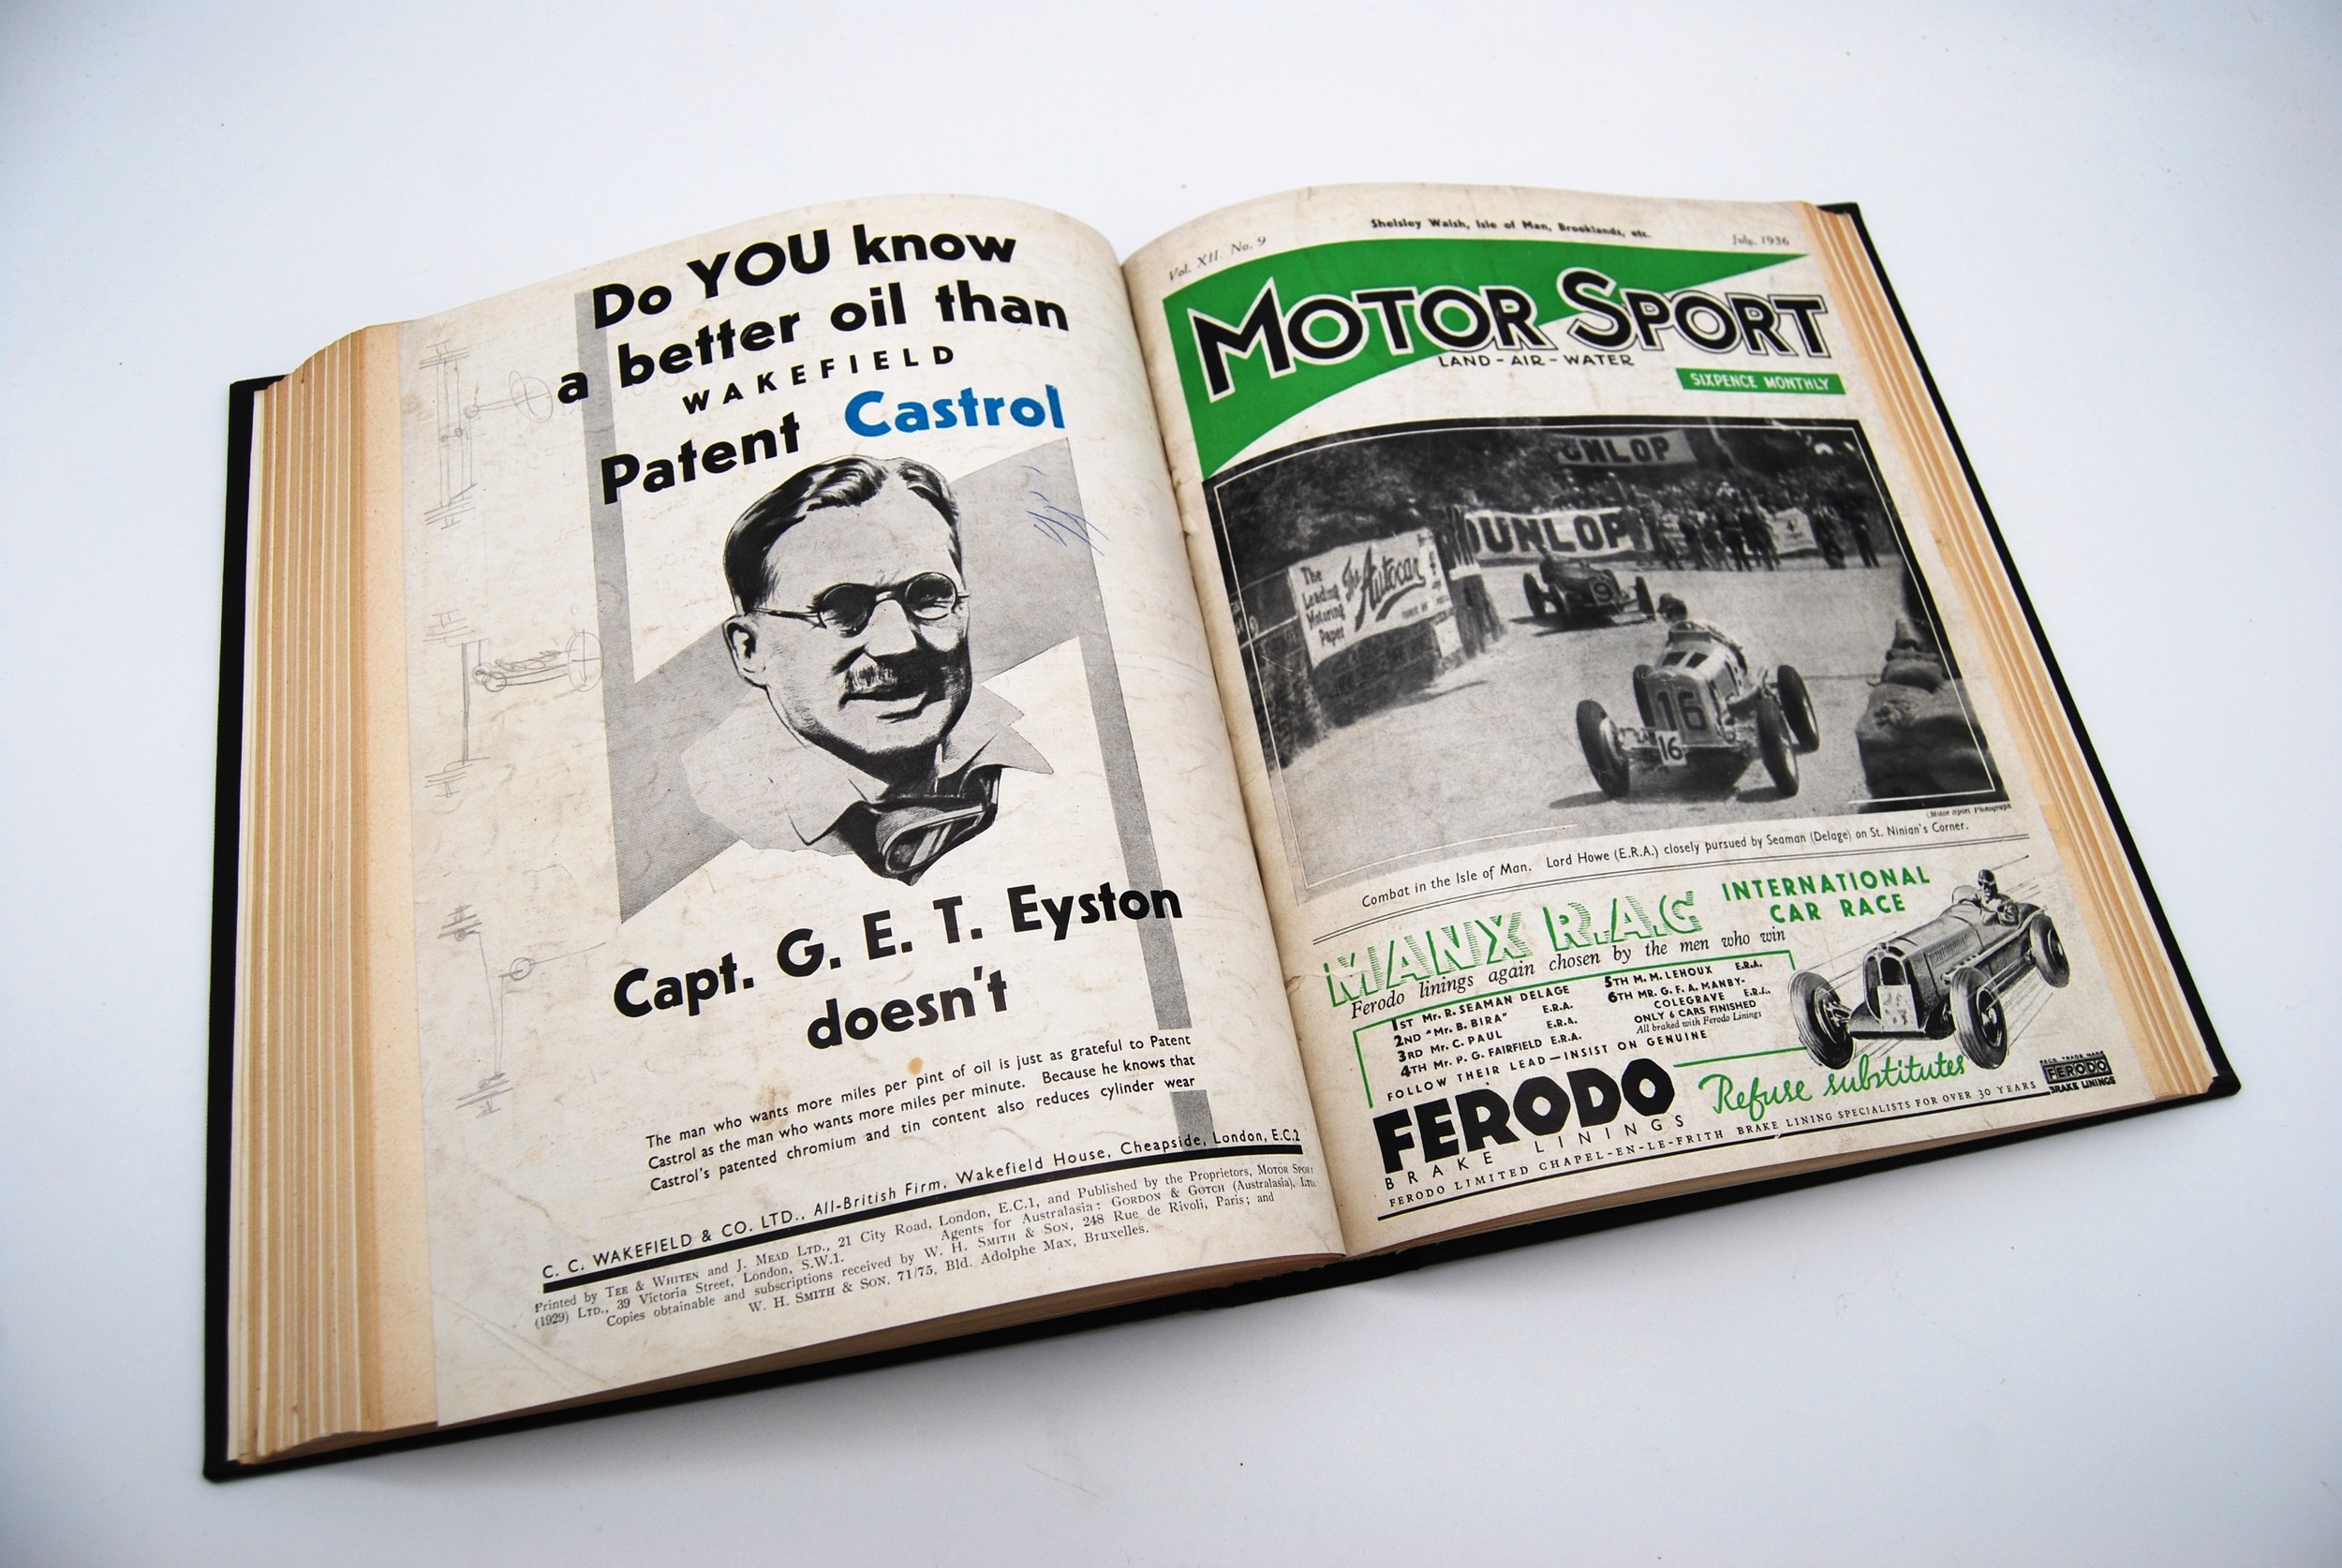 Do YOU know
a better oil than
WAKEFIELD
Patent Castrol
Capt. G. E. T. Eyston
doesn't
The man who wants more miles per pint of oil is just as grateful to Patent
Castrol as the man who wants more miles per minute. Because he knows that
Castrol's patented chromium and tin content also reduces cylinder wear
C. C. WAKEFIELD & CO. LTD., All-British Firm, Wakefield House, Cheapside, London, E.C.2
Printed by TEE & WHITEN and J. MEAD LTD., 21 City Road, London, E.C.1, and Published by the Proprietors, MOTOR SPORT
(1929) LTD., 39 Victoria Street, London, S.W.1. Agents for Australasia: GORDON & GOTCH (Australasia), LTD.
Copies obtainable and subscriptions received by W. H. SMITH & SON, 248 Rue de Rivoli, Paris; and
W. H. SMITH & SON, 71/75, Bld. Adolphe Max, Bruxelles.
Shelsley Walsh, Isle of Man, Brooklands, etc.
Vol. XII. No. 9 July, 1936
MOTOR SPORT
LAND - AIR - WATER
SIXPENCE MONTHLY
UNLOP
DUNLOP
The
Leading
Motoring
Paper
The Autocar
9
16
16
(Motor Sport Photograph
Combat in the Isle of Man. Lord Howe (E.R.A.) closely pursued by Seaman (Delage) on St. Ninian's Corner.
MANX R.A.C INTERNATIONAL
CAR RACE
Ferodo linings again chosen by the men who win
1ST Mr. R. SEAMAN DELAGE
2ND "Mr. B. BIRA" E.R.A.
3RD Mr. C. PAUL E.R.A.
4TH Mr. P. G. FAIRFIELD E.R.A.
5TH M. M. LEHOUX E.R.A.
6TH MR. G. F. A. MANBY-
COLEGRAVE E.R.A.
ONLY 6 CARS FINISHED
All braked with Ferodo Linings
FOLLOW THEIR LEAD—INSIST ON GENUINE
FERODO
BRAKE LININGS
Refuse substitutes
REGD. TRADE MARK
FERODO
BRAKE LININGS
FERODO LIMITED CHAPEL-EN-LE-FRITH BRAKE LINING SPECIALISTS FOR OVER 30 YEARS